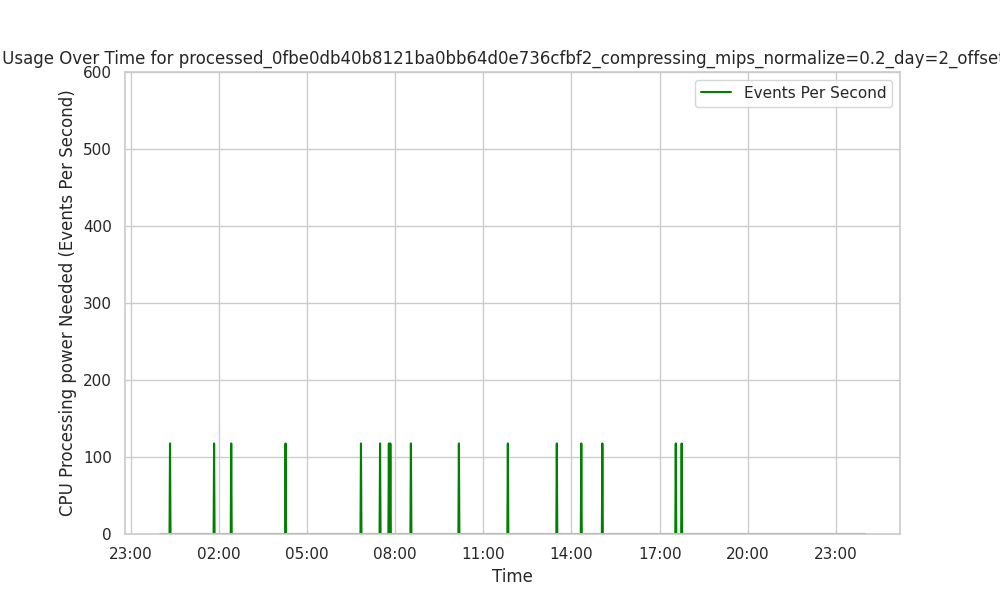 Usage Over Time for processed_0fbe0db40b8121ba0bb64d0e736cfbf2_compressing_mips_normalize=0.2_day=2_offset
Events Per Second
CPU Processing power Needed (Events Per Second)
600
500
400
300
200
100
0
23:00 02:00 05:00 08:00 11:00 14:00 17:00 20:00 23:00
Time